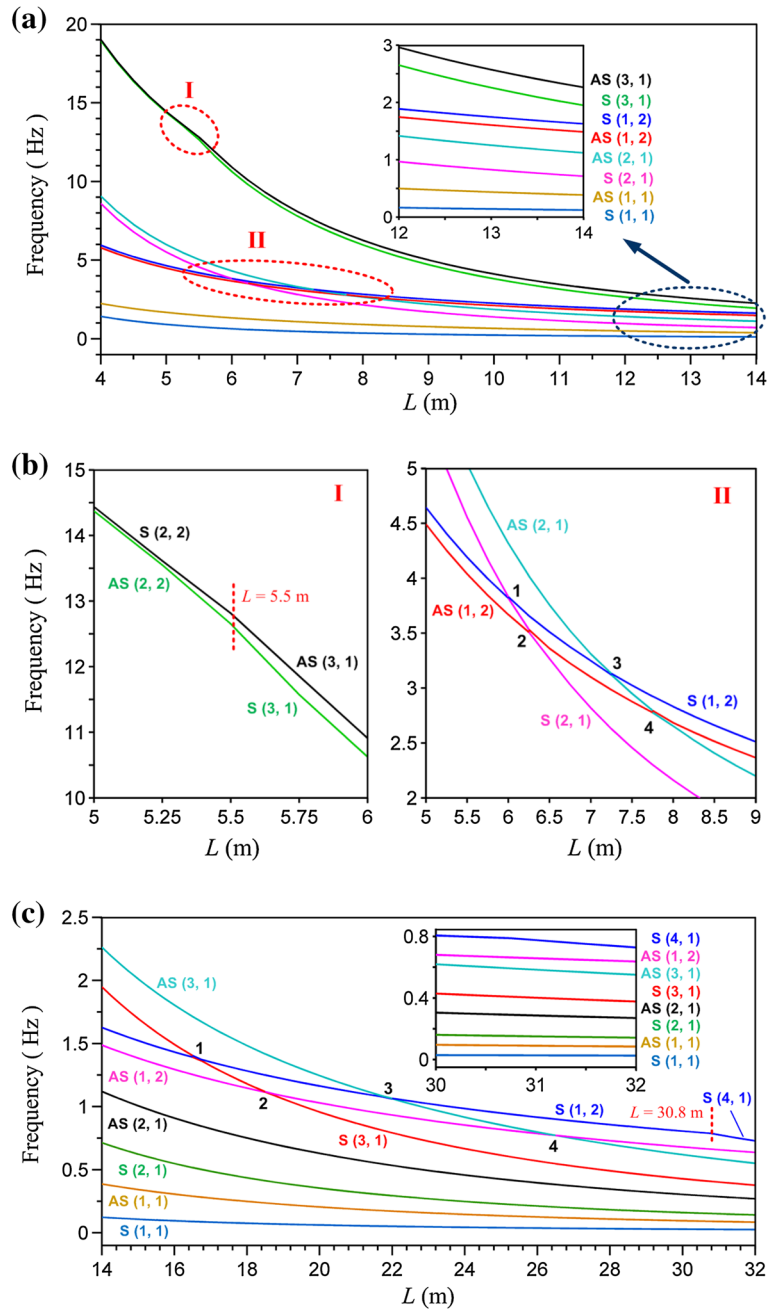 (a)
20
15
10
5
0
Frequency ( Hz )
I
II
3
2
1
0
12
13
14
AS (3, 1)
S (3, 1)
S (1, 2)
AS (1, 2)
AS (2, 1)
S (2, 1)
AS (1, 1)
S (1, 1)
4
5
6
7
8
9
10
11
12
13
14
L (m)
(b)
15
14
13
12
11
10
Frequency ( Hz )
I
S (2, 2)
AS (2, 2)
L = 5.5 m
AS (3, 1)
S (3, 1)
5
5.25
5.5
5.75
6
L (m)
5
4.5
4
3.5
3
2.5
2
II
AS (2, 1)
AS (1, 2)
1
2
3
S (1, 2)
S (2, 1)
4
5
5.5
6
6.5
7
7.5
8
8.5
9
L (m)
(c)
2.5
2
1.5
1
0.5
0
Frequency ( Hz )
AS (3, 1)
1
AS (1, 2)
2
3
AS (2, 1)
S (3, 1)
S (1, 2)
4
L = 30.8 m
S (4, 1)
S (2, 1)
AS (1, 1)
S (1, 1)
0.8
0.4
0
30
31
32
S (4, 1)
AS (1, 2)
AS (3, 1)
S (3, 1)
AS (2, 1)
S (2, 1)
AS (1, 1)
S (1, 1)
14
16
18
20
22
24
26
28
30
32
L (m)